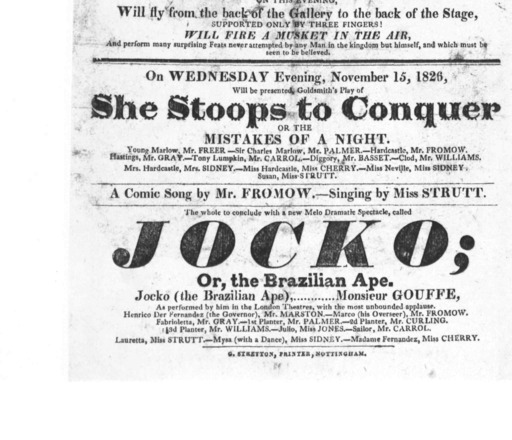 ON THIS EVENING,
Will fly from the back of the Gallery to the back of the Stage,
SUPPORTED ONLY BY THREE FINGERS!
WILL FIRE A MUSKET IN THE AIR,
And perform many surprising Feats never attempted by any Man in the kingdom but himself, and which must be
seen to be believed.
On WEDNESDAY Evening, November 15, 1826,
Will be presented, Goldsmith's Play of
She Stoops to Conquer
OR THE
MISTAKES OF A NIGHT.
Young Marlow, Mr. FREER—Sir Charles Marlow, Mr. PALMER.—Hardcastle, Mr. FROMOW.
Hastings, Mr. GRAY.—Tony Lumpkin, Mr. CARROL.—Diggory, Mr. BASSET.—Clod, Mr. WILLIAMS.
Mrs. Hardcastle, Mrs. SIDNEY.—Miss Hardcastle, Miss CHERRY.—Miss Neville, Miss SIDNEY.
Susan, Miss STRUTT.
A Comic Song by Mr. FROMOW.—Singing by Miss STRUTT.
The whole to conclude with a new Melo Dramatic Spectacle, called
JOCKO;
Or, the Brazilian Ape.
Jocko (the Brazilian Ape),............Monsieur GOUFFE,
As performed by him in the London Theatres, with the most unbounded applause.
Henrico Der Fernandez (the Governor), Mr. MARSTON.—Marco (his Overseer), Mr. FROMOW.
Fabrioletta, Mr. GRAY.—1st Planter, Mr. PALMER.—2d Planter, Mr. CURLING.
3d Planter, Mr. WILLIAMS.—Julio, Miss JONES.—Sailor, Mr. CARROL.
Lauretta, Miss STRUTT.—Mysa (with a Dance), Miss SIDNEY.—Madame Fernandez, Miss CHERRY.
G. STRETTON, PRINTER, NOTTINGHAM.